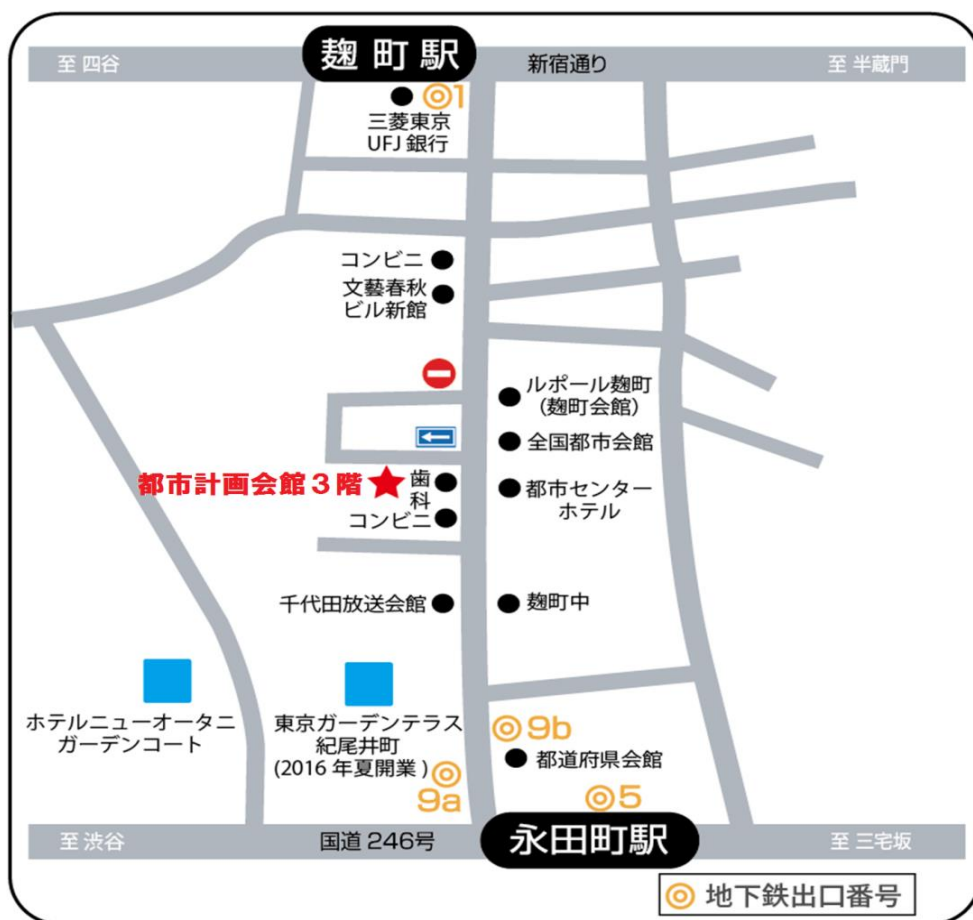 麹町駅
至 四谷
新宿通り
至 半蔵門
1
三菱東京
UFJ 銀行
コンビニ
文藝春秋
ビル新館
ルポール麹町
(麹町会館)
全国都市会館
都市計画会館３階
歯
科
都市センター
ホテル
コンビニ
千代田放送会館
麹町中
ホテルニューオータニ
ガーデンコート
東京ガーデンテラス
紀尾井町
(2016 年夏開業 )
9a
9b
都道府県会館
5
至 渋谷
国道 246号
永田町駅
至 三宅坂
地下鉄出口番号